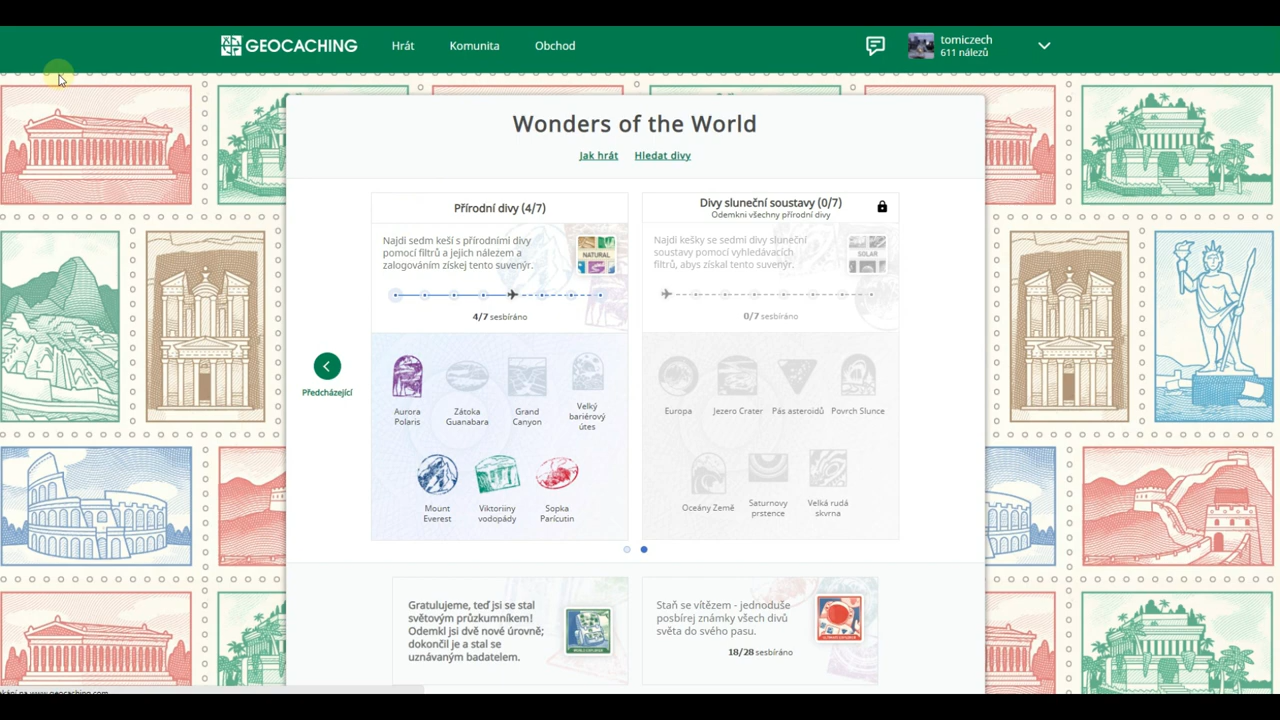 GEOCACHING
Hrát
Komunita
Obchod
tomiczech
611 nálezů
Wonders of the World
Jak hrát
Hledat divy
Přírodní divy (4/7)
Najdi sedm keší s přírodními divy
pomocí filtrů a jejich nálezem a
zalogováním získej tento suvenýr.
NATURAL
4/7 sesbíráno
Divy sluneční soustavy (0/7)
Odemkni všechny přírodní divy
Najdi kešky se sedmi divy sluneční
soustavy pomocí vyhledávacích
filtrů, abys získal tento suvenýr.
SOLAR
0/7 sesbíráno
Předcházející
Aurora
Polaris
Zátoka
Guanabara
Grand
Canyon
Velký
bariérový
útes
Mount
Everest
Viktoriiny
vodopády
Sopka
Parícutin
Europa
Jezero Crater
Pás asteroidů
Povrch Slunce
Oceány Země
Saturnovy
prstence
Velká rudá
skvrna
Gratulujeme, teď jsi se stal
světovým průzkumníkem!
Odemkl jsi dvě nové úrovně;
dokončil je a stal se
uznávaným badatelem.
Staň se vítězem - jednoduše
posbírej známky všech divů
světa do svého pasu.
18/28 sesbíráno